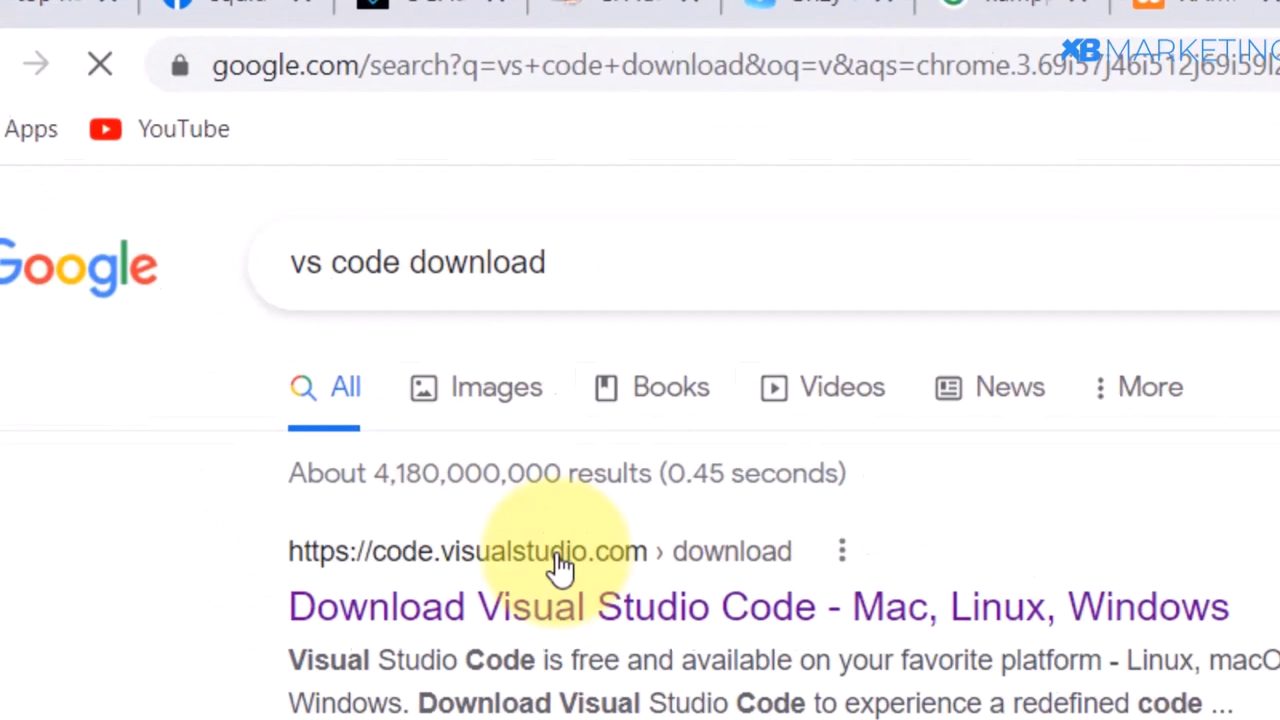 google.com/search?q=vs+code+download&oq=v&aqs=chrome.3.69i57j46i512j69i59l2
XB MARKETING
Apps
YouTube
Google
vs code download
All
Images
Books
Videos
News
More
About 4,180,000,000 results (0.45 seconds)
https://code.visualstudio.com › download
Download Visual Studio Code - Mac, Linux, Windows
Visual Studio Code is free and available on your favorite platform - Linux, macO
Windows. Download Visual Studio Code to experience a redefined code ...